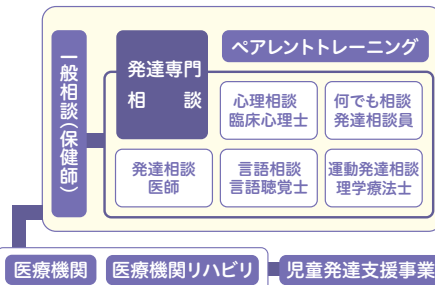 一般相談(保健師)
発達専門
相談
ペアレントトレーニング
心理相談
臨床心理士
何でも相談
発達相談員
発達相談
医師
言語相談
言語聴覚士
運動発達相談
理学療法士
医療機関
医療機関リハビリ
児童発達支援事業